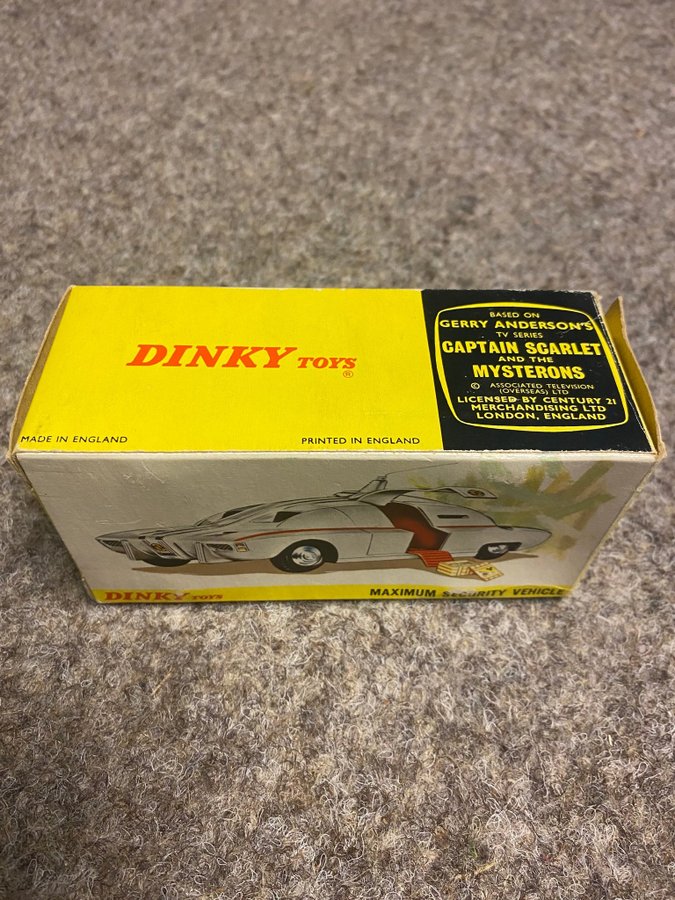 DINKY TOYS®
MADE IN ENGLAND
PRINTED IN ENGLAND
BASED ON
GERRY ANDERSON'S
TV SERIES
CAPTAIN SCARLET
AND THE
MYSTERONS
© ASSOCIATED TELEVISION
(OVERSEAS) LTD
LICENSED BY CENTURY 21
MERCHANDISING LTD
LONDON, ENGLAND
DINKY TOYS
MAXIMUM SECURITY VEHICLE